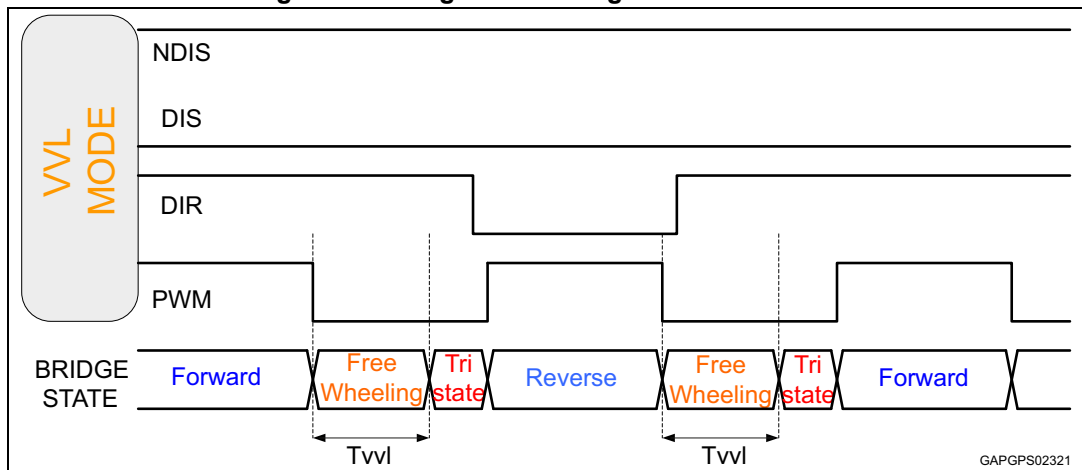 NDIS
DIS
VVL
MODE
DIR
PWM
BRIDGE
STATE
Forward
Free
Wheeling
Tri
state
Reverse
Free
Wheeling
Tri
state
Forward
Tvvl
Tvvl
GAPGPS02321